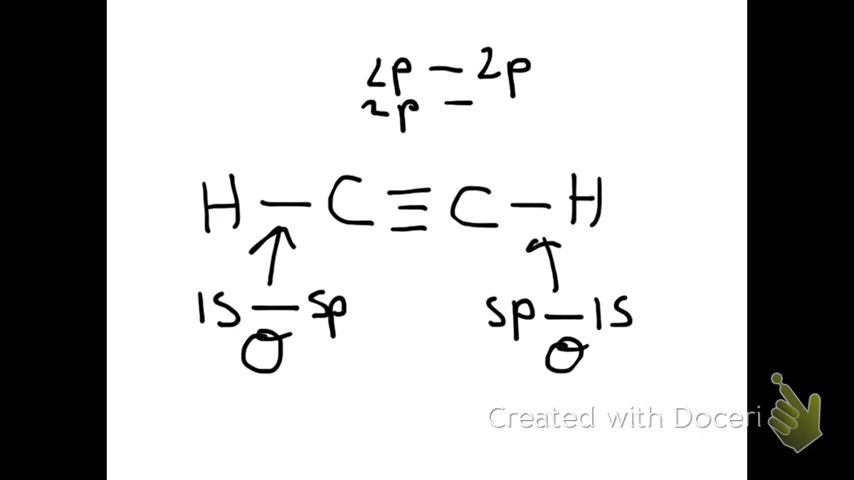 2p — 2p
2p —
H — C ≡ C — H
1S — Sp Sp — 1S
σ σ
Created with Doceri